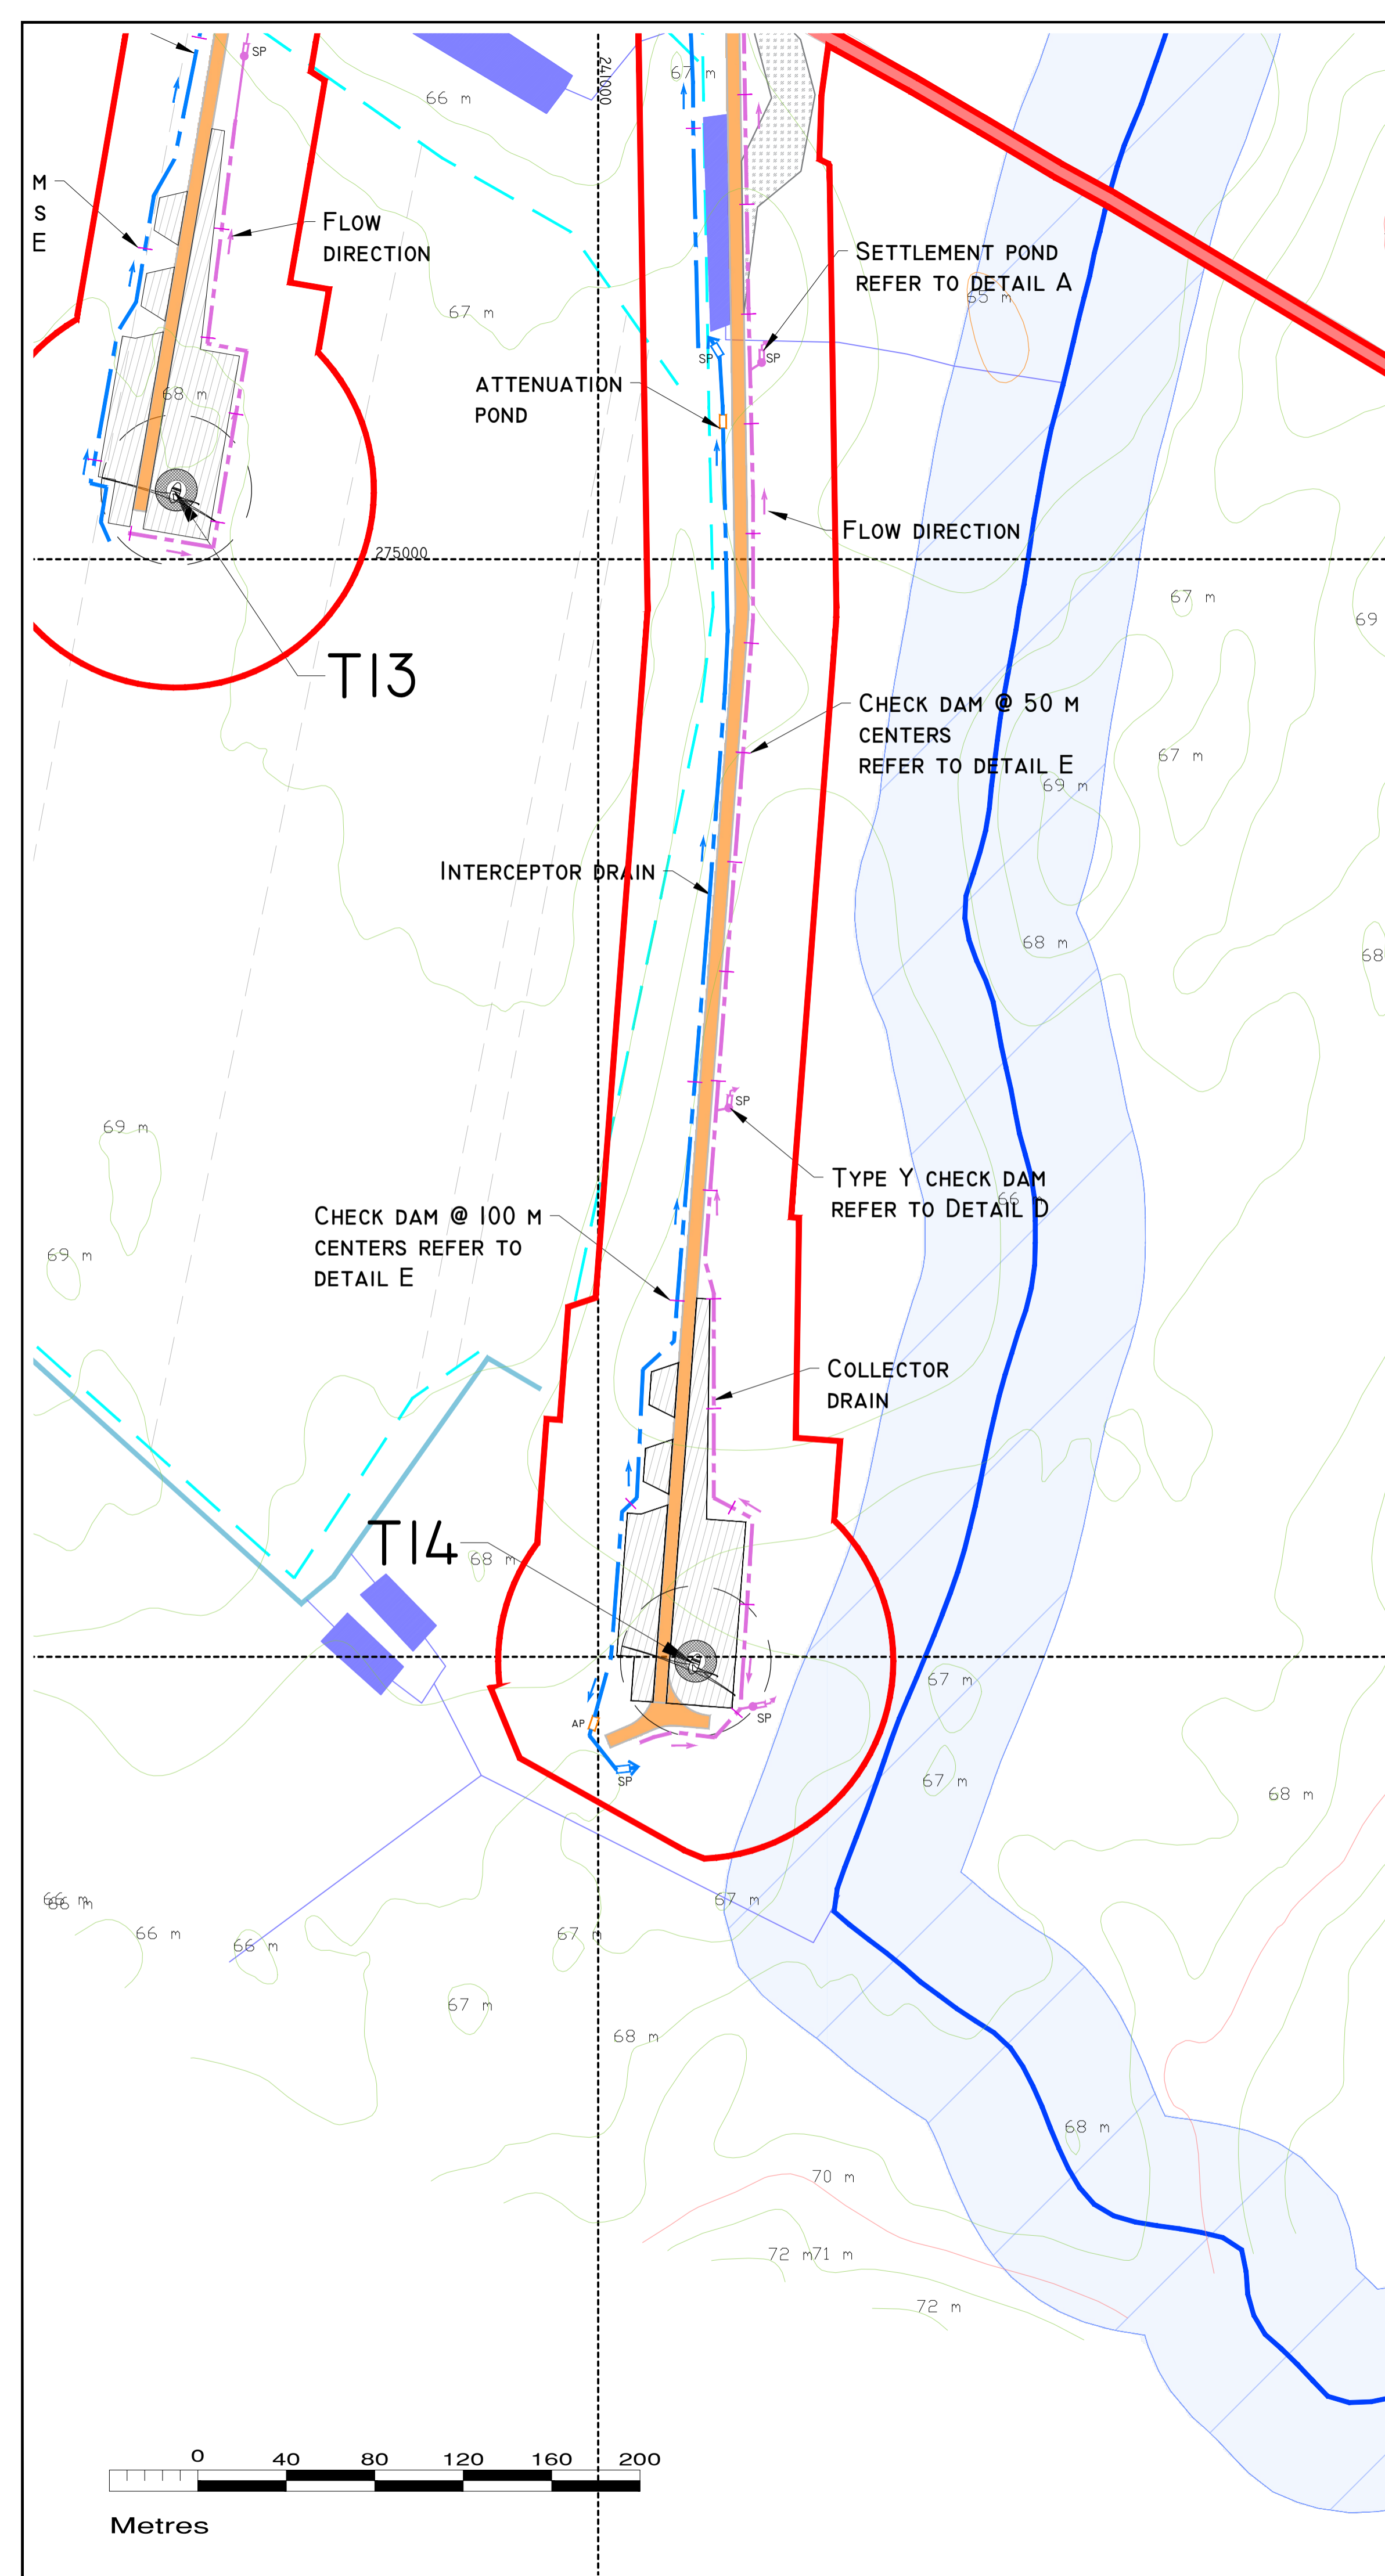 SP
241000
67 m
66 m
M
S
E
FLOW
DIRECTION
SETTLEMENT POND
REFER TO DETAIL A
65 m
67 m
SP
SP
ATTENUATION
POND
68 m
FLOW DIRECTION
275000
67 m
69
T13
CHECK DAM @ 50 M
CENTERS
REFER TO DETAIL E
67 m
69 m
INTERCEPTOR DRAIN
68 m
68
SP
69 m
TYPE Y CHECK DAM
REFER TO DETAIL D
66 m
CHECK DAM @ 100 M
CENTERS REFER TO
DETAIL E
69 m
COLLECTOR
DRAIN
T14
68 m
67 m
AP
SP
SP
67 m
68 m
66 m
66 m
67 m
66 m
66 m
67 m
67 m
68 m
68 m
70 m
72 m
71 m
72 m
0 40 80 120 160 200
Metres